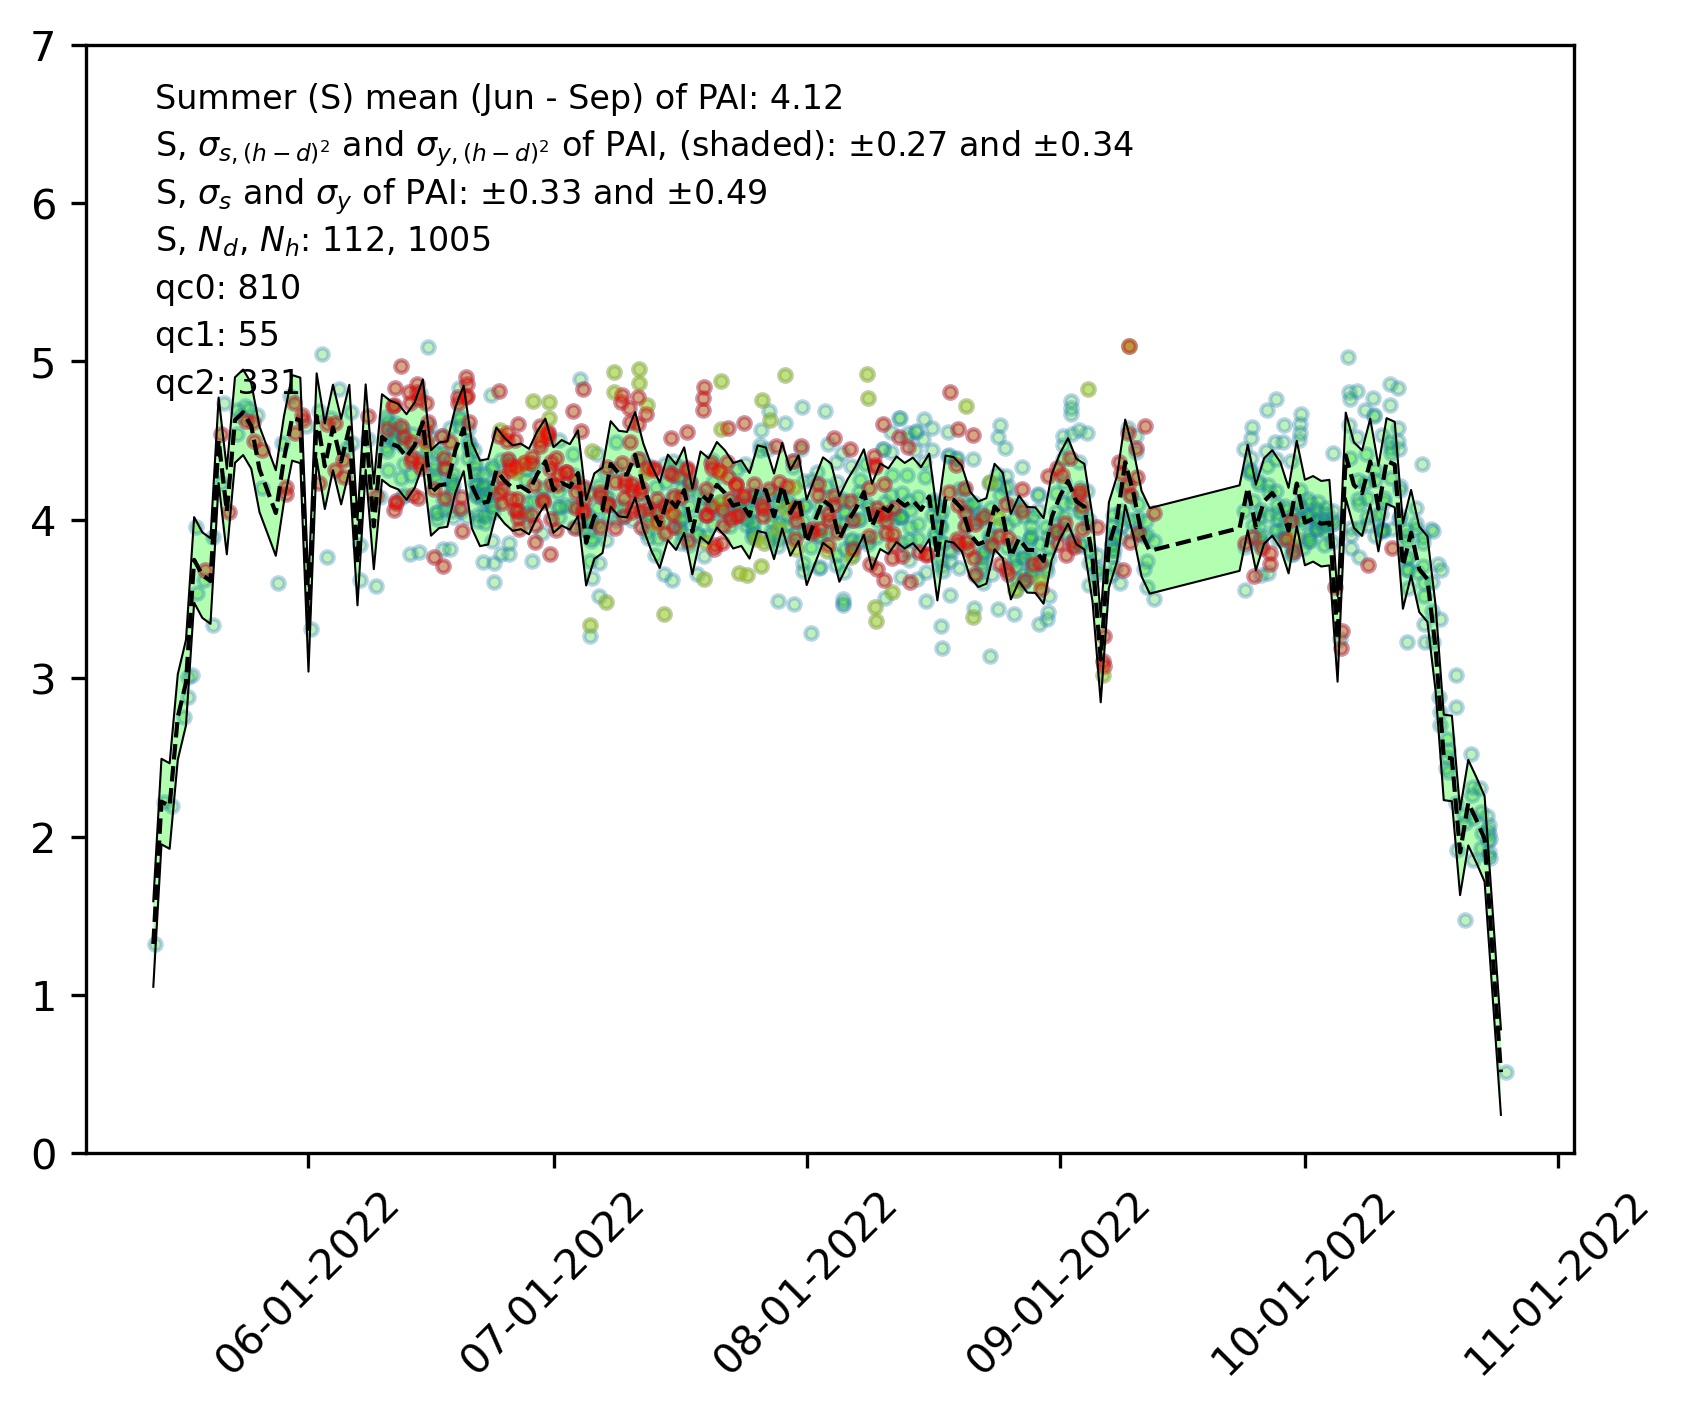 7
Summer (S) mean (Jun - Sep) of PAI: 4.12
S, σs,(h−d)² and σy,(h−d)² of PAI, (shaded): ±0.27 and ±0.34
6
S, σs and σy of PAI: ±0.33 and ±0.49
S, Nd, Nh: 112, 1005
qc0: 810
qc1: 55
5
qc2: 331
4
3
2
1
0
06-01-2022
07-01-2022
08-01-2022
09-01-2022
10-01-2022
11-01-2022